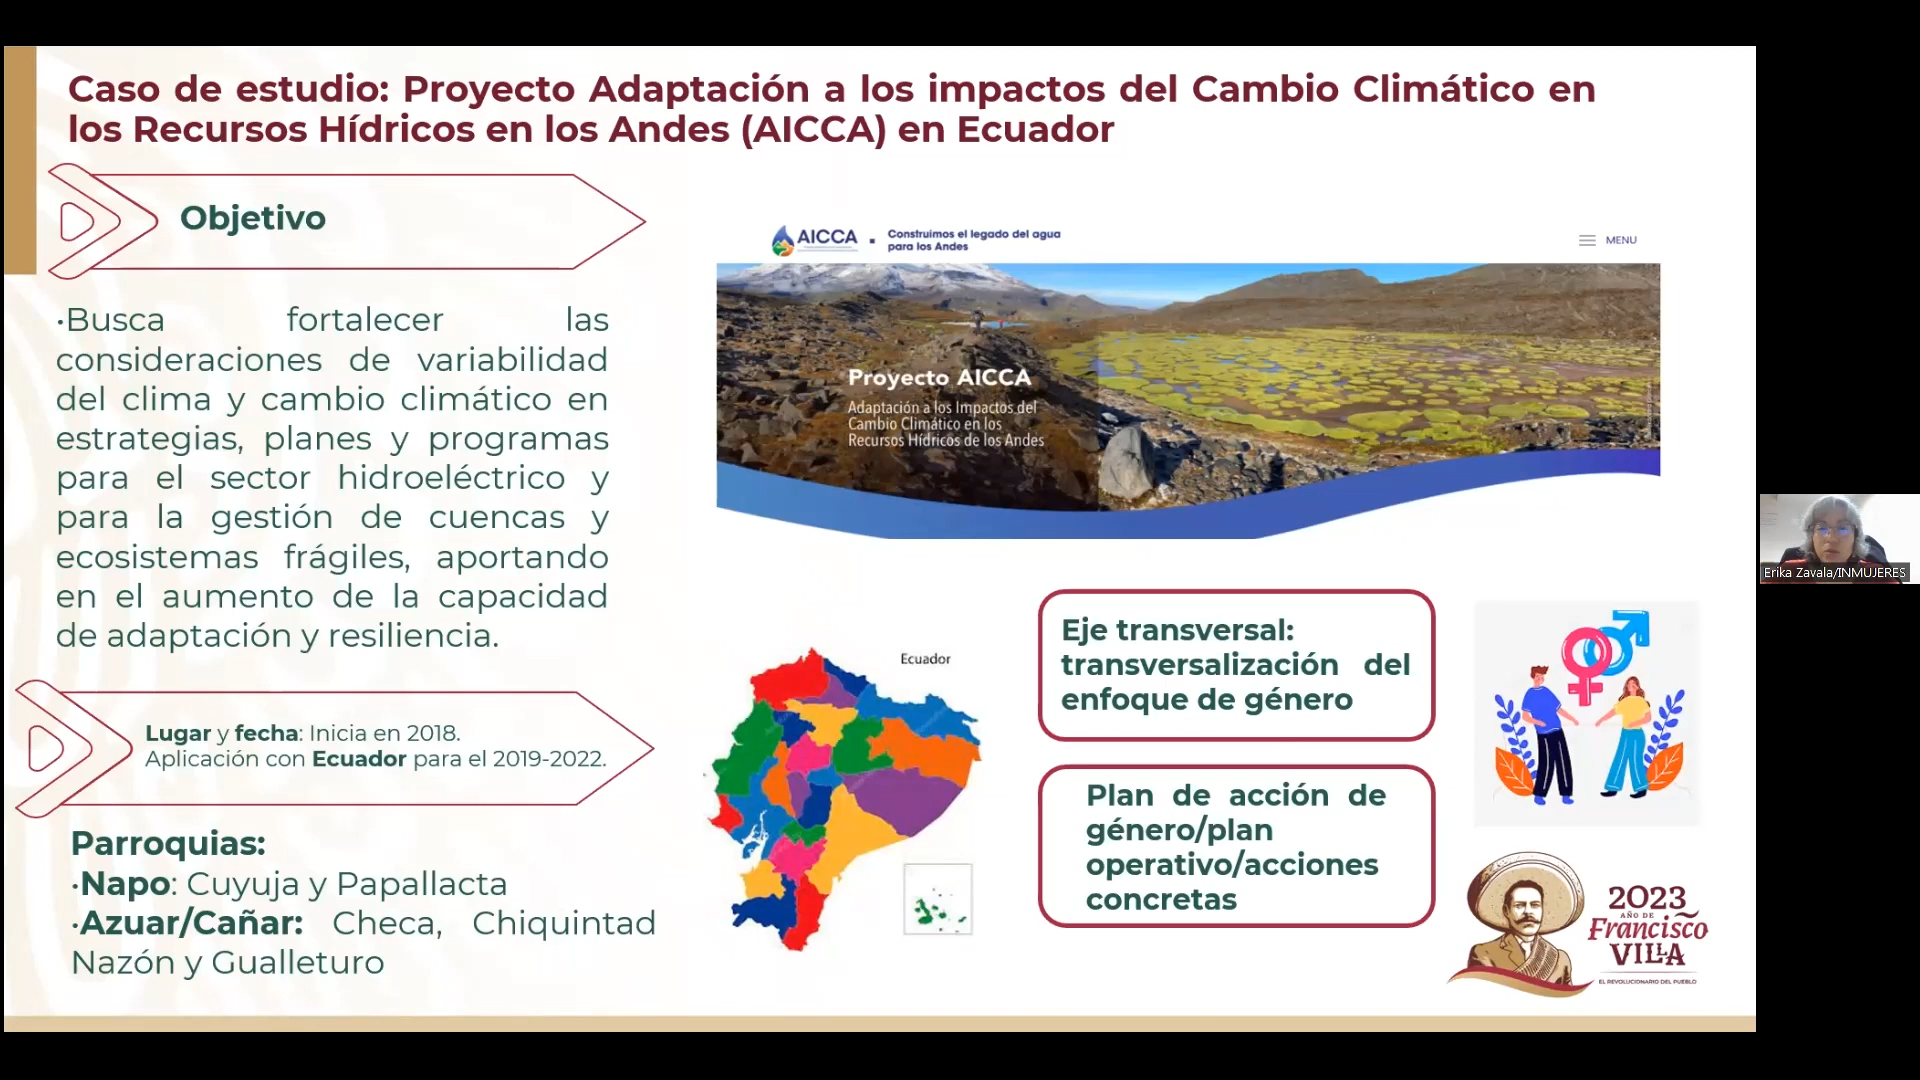 Caso de estudio: Proyecto Adaptación a los impactos del Cambio Climático en
los Recursos Hídricos en los Andes (AICCA) en Ecuador
Objetivo
·Busca fortalecer las
consideraciones de variabilidad
del clima y cambio climático en
estrategias, planes y programas
para el sector hidroeléctrico y
para la gestión de cuencas y
ecosistemas frágiles, aportando
en el aumento de la capacidad
de adaptación y resiliencia.
Lugar y fecha: Inicia en 2018.
Aplicación con Ecuador para el 2019-2022.
Parroquias:
·Napo: Cuyuja y Papallacta
·Azuar/Cañar: Checa, Chiquintad
Nazón y Gualleturo
AICCA
Construimos el legado del agua
para los Andes
MENU
Proyecto AICCA
Adaptación a los Impactos del
Cambio Climático en los
Recursos Hídricos de los Andes
Ecuador
Eje transversal:
transversalización del
enfoque de género
Plan de acción de
género/plan
operativo/acciones
concretas
2023
AÑO DE
Francisco
VILLA
EL REVOLUCIONARIO DEL PUEBLO
Erika Zavala/INMUJERES